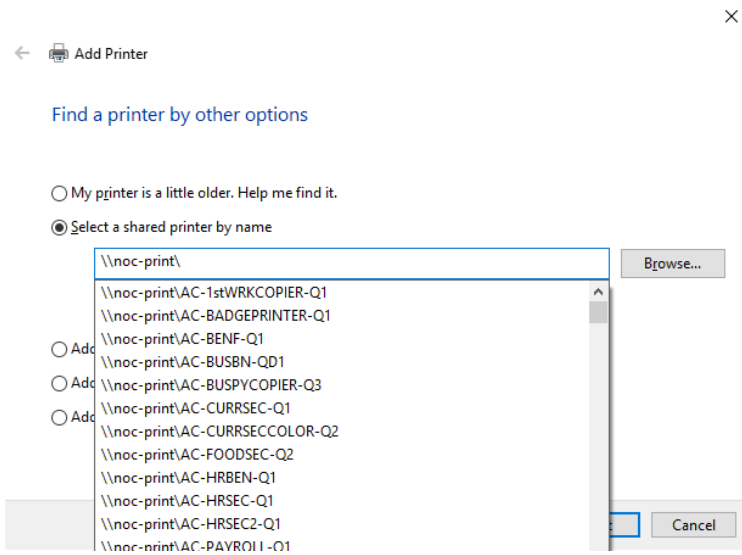 Add Printer
Find a printer by other options
My printer is a little older. Help me find it.
Select a shared printer by name
\\noc-print\
Browse...
\\noc-print\AC-1stWRKCOPIER-Q1
\\noc-print\AC-BADGEPRINTER-Q1
\\noc-print\AC-BENF-Q1
\\noc-print\AC-BUSBN-QD1
\\noc-print\AC-BUSPYCOPIER-Q3
\\noc-print\AC-CURRSEC-Q1
\\noc-print\AC-CURRSECCOLOR-Q2
\\noc-print\AC-FOODSEC-Q2
\\noc-print\AC-HRBEN-Q1
\\noc-print\AC-HRSEC-Q1
\\noc-print\AC-HRSEC2-Q1
\\noc-print\AC-PAYROLL-Q1
Add
Add
Add
Cancel